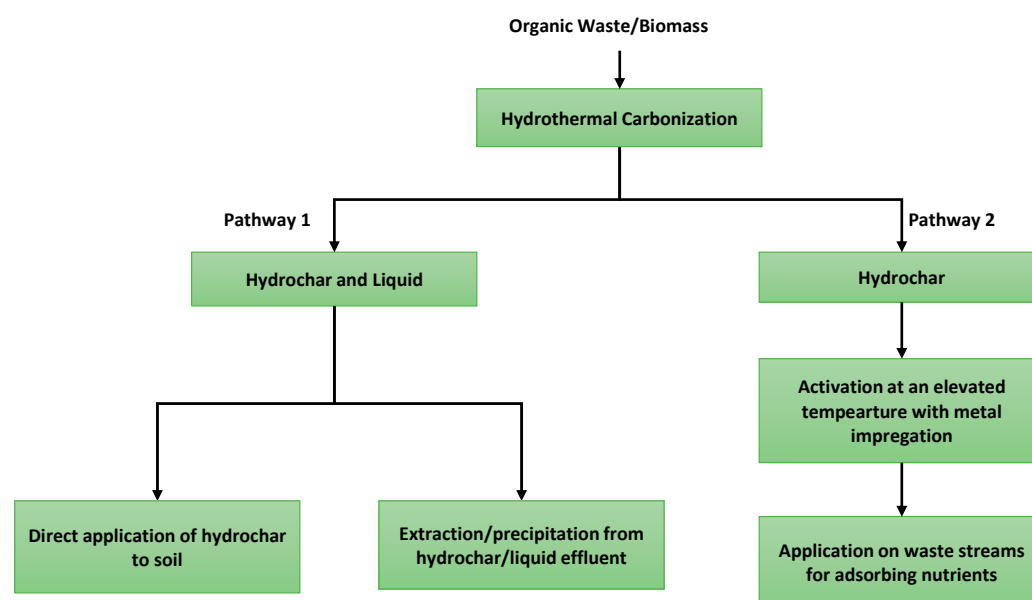 Organic Waste/Biomass
Hydrothermal Carbonization
Pathway 1
Pathway 2
Hydrochar and Liquid
Hydrochar
Activation at an elevated
tempearture with metal
impregation
Direct application of hydrochar
to soil
Extraction/precipitation from
hydrochar/liquid effluent
Application on waste streams
for adsorbing nutrients